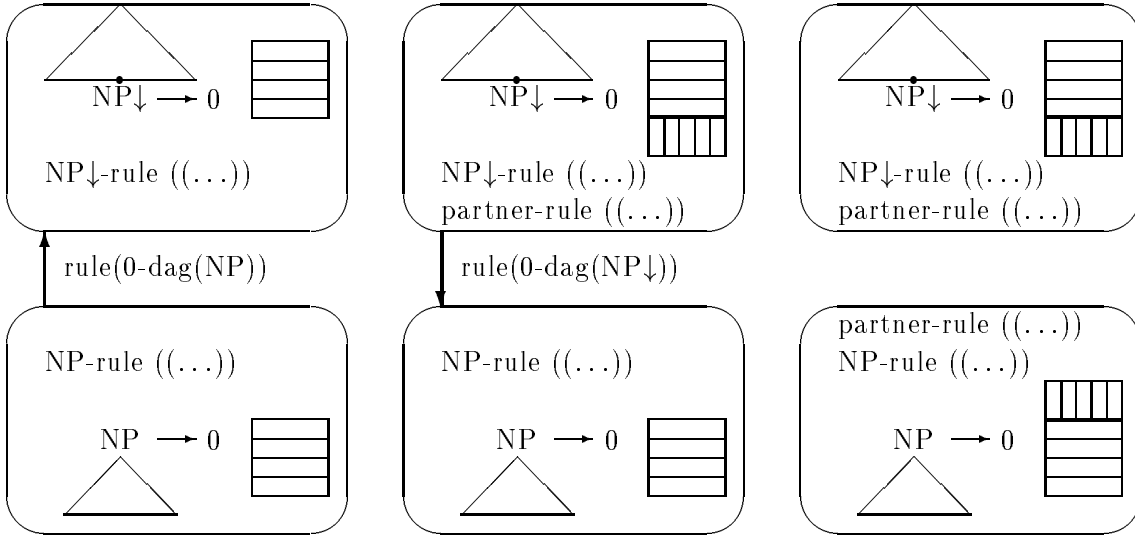 NP↓ → 0
NP↓ → 0
NP↓ → 0
NP↓-rule ((...))
NP↓-rule ((...))
partner-rule ((...))
NP↓-rule ((...))
partner-rule ((...))
rule(0-dag(NP))
rule(0-dag(NP↓))
NP-rule ((...))
NP-rule ((...))
partner-rule ((...))
NP-rule ((...))
NP → 0
NP → 0
NP → 0